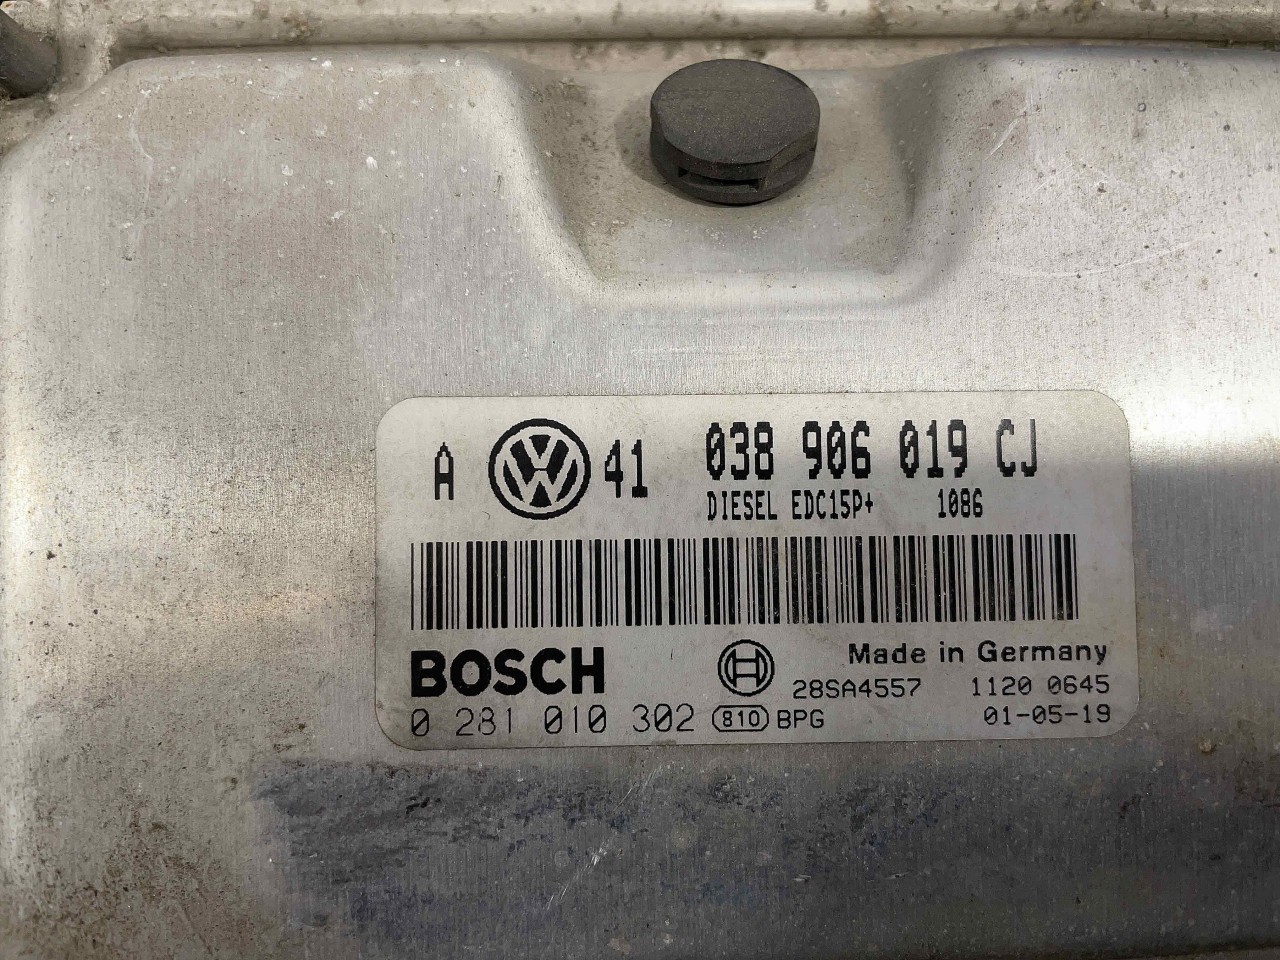 A VW 41 038 906 019 CJ
DIESEL EDC15P+ 1086
BOSCH
Made in Germany
28SA4557 1120 0645
0 281 010 302 810 BPG 01-05-19